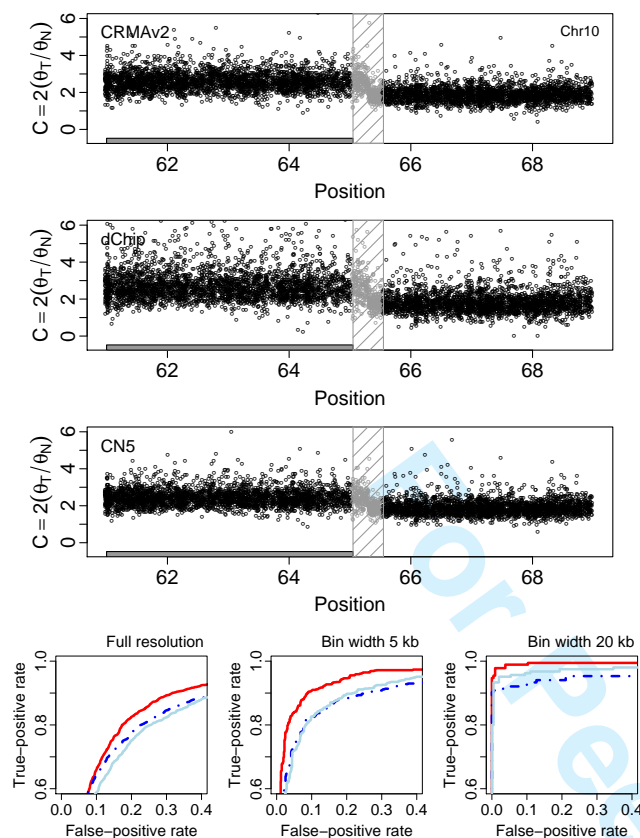 CRMAv2 Chr10
C = 2(θT/θN)
0 2 4 6
62 64 66 68
Position
dChip
C = 2(θT/θN)
0 2 4 6
62 64 66 68
Position
CN5
C = 2(θT/θN)
0 2 4 6
62 64 66 68
Position
Full resolution
True−positive rate
0.6 0.8 1.0
0.0 0.1 0.2 0.3 0.4
False−positive rate
Bin width 5 kb
True−positive rate
0.6 0.8 1.0
0.0 0.1 0.2 0.3 0.4
False−positive rate
Bin width 20 kb
True−positive rate
0.6 0.8 1.0
0.0 0.1 0.2 0.3 0.4
False−positive rate
For Pee